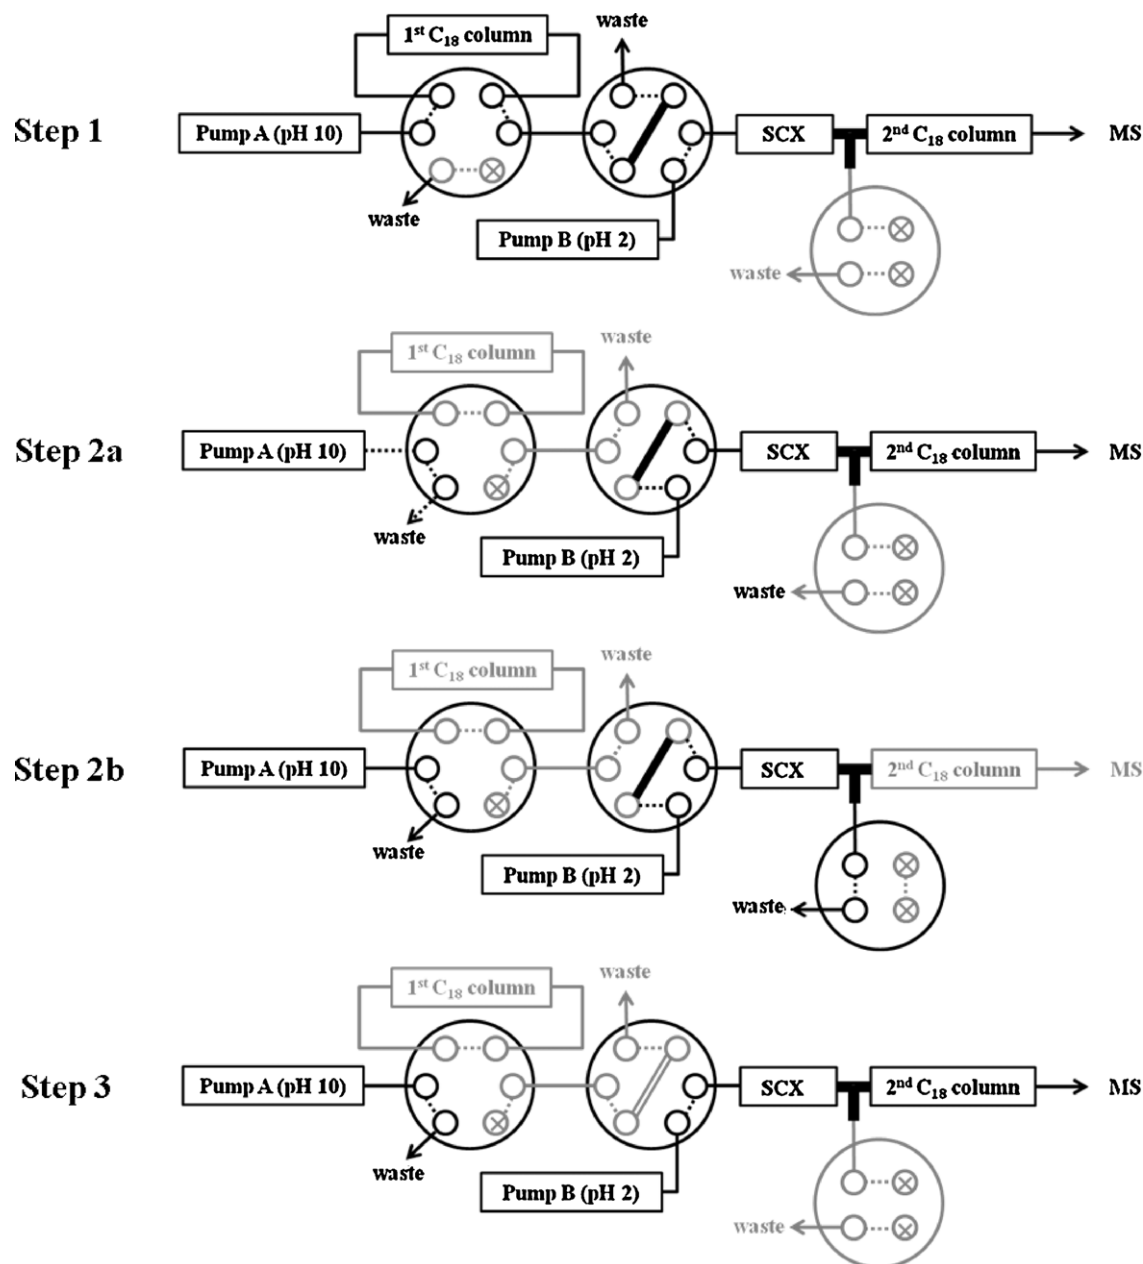 1st C18 column
waste
Step 1
Pump A (pH 10)
SCX
2nd C18 column
MS
waste
Pump B (pH 2)
waste
1st C18 column
waste
Step 2a
Pump A (pH 10)
SCX
2nd C18 column
MS
waste
Pump B (pH 2)
waste
1st C18 column
waste
Step 2b
Pump A (pH 10)
SCX
2nd C18 column
MS
waste
Pump B (pH 2)
waste
1st C18 column
waste
Step 3
Pump A (pH 10)
SCX
2nd C18 column
MS
waste
Pump B (pH 2)
waste